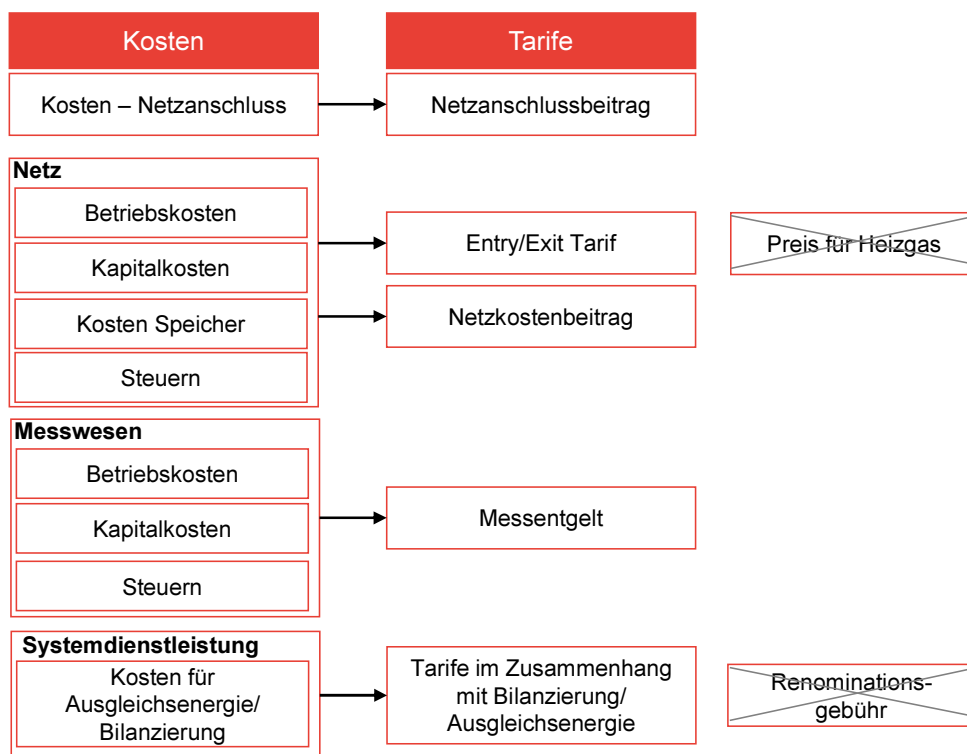 Kosten
Tarife
Kosten – Netzanschluss
Netzanschlussbeitrag
Netz
Betriebskosten
Kapitalkosten
Kosten Speicher
Steuern
Entry/Exit Tarif
Preis für Heizgas
Netzkostenbeitrag
Messwesen
Betriebskosten
Kapitalkosten
Steuern
Messentgelt
Systemdienstleistung
Kosten für
Ausgleichsenergie/
Bilanzierung
Tarife im Zusammenhang
mit Bilanzierung/
Ausgleichsenergie
Renominations-
gebühr